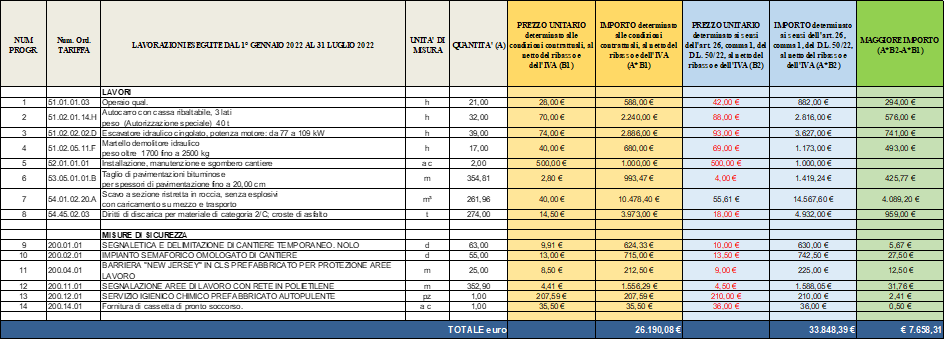 NUM PROGR. | Num. Ord. TARIFFA | LAVORAZIONI ESEGUITE DAL 1° GENNAIO 2022 AL 31 LUGLIO 2022 | UNITA' DI MISURA | QUANTITA' (A) | PREZZO UNITARIO determinato alle condizioni contrattuali, al netto del ribasso e dell'IVA (B1) | IMPORTO determinato alle condizioni contrattuali, al netto del ribasso e dell'IVA (A*B1) | PREZZO UNITARIO determinato ai sensi dell'art. 26, comma 1, del D.L. 50/22, al netto del ribasso e dell'IVA (B2) | IMPORTO determinato ai sensi dell'art. 26, comma 1, del D.L. 50/22, al netto del ribasso e dell'IVA (A*B2) | MAGGIORE IMPORTO (A*B2-A*B1)
LAVORI
1 | 51.01.01.03 | Operaio qual. | h | 21,00 | 28,00 € | 588,00 € | 42,00 € | 882,00 € | 294,00 €
2 | 51.02.01.14.H | Autocarro con cassa ribaltabile, 3 lati peso (Autorizzazione speciale) 40 t | h | 32,00 | 70,00 € | 2.240,00 € | 88,00 € | 2.816,00 € | 576,00 €
3 | 51.02.02.02.D | Escavatore idraulico cingolato, potenza motore: da 77 a 109 kW | h | 39,00 | 74,00 € | 2.886,00 € | 93,00 € | 3.627,00 € | 741,00 €
4 | 51.02.05.11.F | Martello demolitore idraulico peso oltre 1700 fino a 2500 kg | h | 17,00 | 40,00 € | 680,00 € | 69,00 € | 1.173,00 € | 493,00 €
5 | 52.01.01.01 | Installazione, manutenzione e sgombero cantiere | a c | 2,00 | 500,00 € | 1.000,00 € | 500,00 € | 1.000,00 €
6 | 53.05.01.01.B | Taglio di pavimentazioni bituminose per spessori di pavimentazione fino a 20,00 cm | m | 354,81 | 2,80 € | 993,47 € | 4,00 € | 1.419,24 € | 425,77 €
7 | 54.01.02.20.A | Scavo a sezione ristretta in roccia, senza esplosivi con caricamento su mezzo e trasporto | m³ | 261,96 | 40,00 € | 10.478,40 € | 55,61 € | 14.567,60 € | 4.089,20 €
8 | 54.45.02.03 | Diritti di discarica per materiale di categoria 2/C; croste di asfalto | t | 274,00 | 14,50 € | 3.973,00 € | 18,00 € | 4.932,00 € | 959,00 €
MISURE DI SICUREZZA
9 | 200.01.01 | SEGNALETICA E DELIMITAZIONE DI CANTIERE TEMPORANEO. NOLO | d | 63,00 | 9,91 € | 624,33 € | 10,00 € | 630,00 € | 5,67 €
10 | 200.02.01 | IMPIANTO SEMAFORICO OMOLOGATO DI CANTIERE | d | 55,00 | 13,00 € | 715,00 € | 13,50 € | 742,50 € | 27,50 €
11 | 200.04.01 | BARRIERA "NEW JERSEY" IN CLS PREFABBRICATO PER PROTEZIONE AREE LAVORO | m | 25,00 | 8,50 € | 212,50 € | 9,00 € | 225,00 € | 12,50 €
12 | 200.11.01 | SEGNALAZIONE AREE DI LAVORO CON RETE IN POLIETILENE | m | 352,90 | 4,41 € | 1.556,29 € | 4,50 € | 1.588,05 € | 31,76 €
13 | 200.12.01 | SERVIZIO IGIENICO CHIMICO PREFABBRICATO AUTOPULENTE | pz | 1,00 | 207,59 € | 207,59 € | 210,00 € | 210,00 € | 2,41 €
14 | 200.14.01 | Fornitura di cassetta di pronto soccorso. | a c | 1,00 | 35,50 € | 35,50 € | 36,00 € | 36,00 € | 0,50 €
TOTALE euro | 26.190,08 € | 33.848,39 € | € 7.658,31